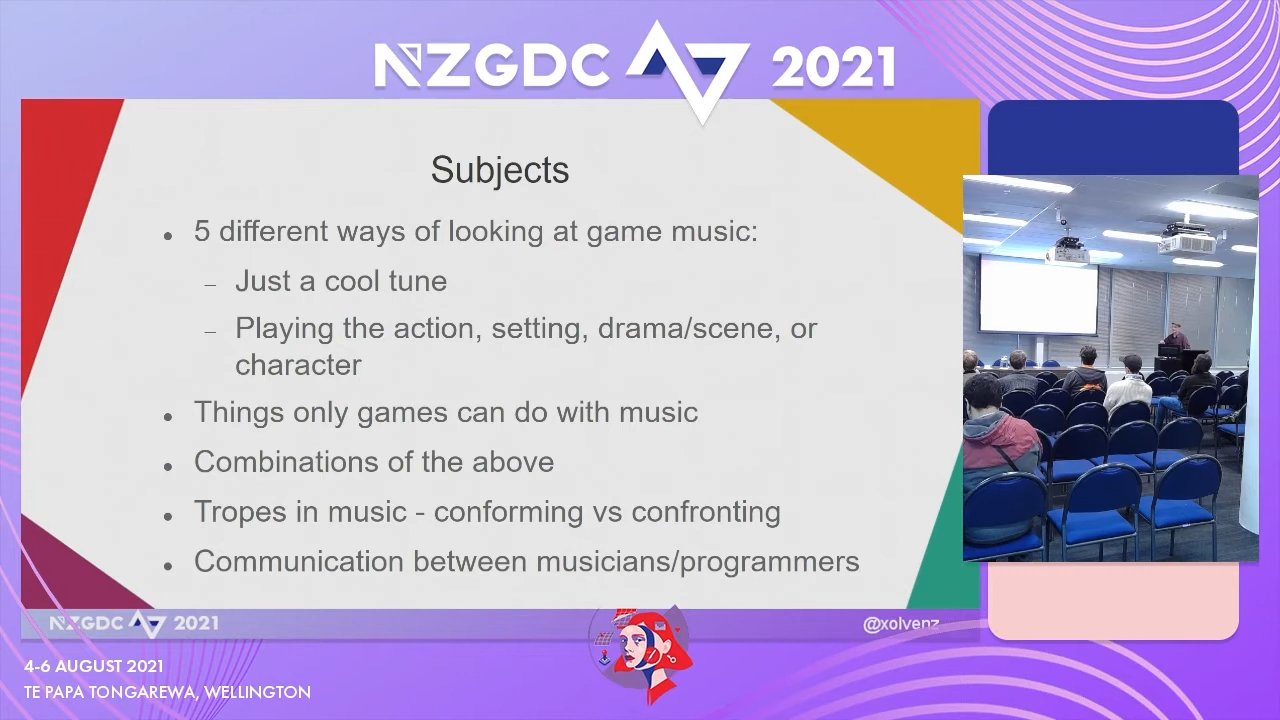 NZGDC 2021
Subjects
• 5 different ways of looking at game music:
– Just a cool tune
– Playing the action, setting, drama/scene, or
character
• Things only games can do with music
• Combinations of the above
• Tropes in music - conforming vs confronting
• Communication between musicians/programmers
NZGDC 2021
@xolvenz
4-6 AUGUST 2021
TE PAPA TONGAREWA, WELLINGTON